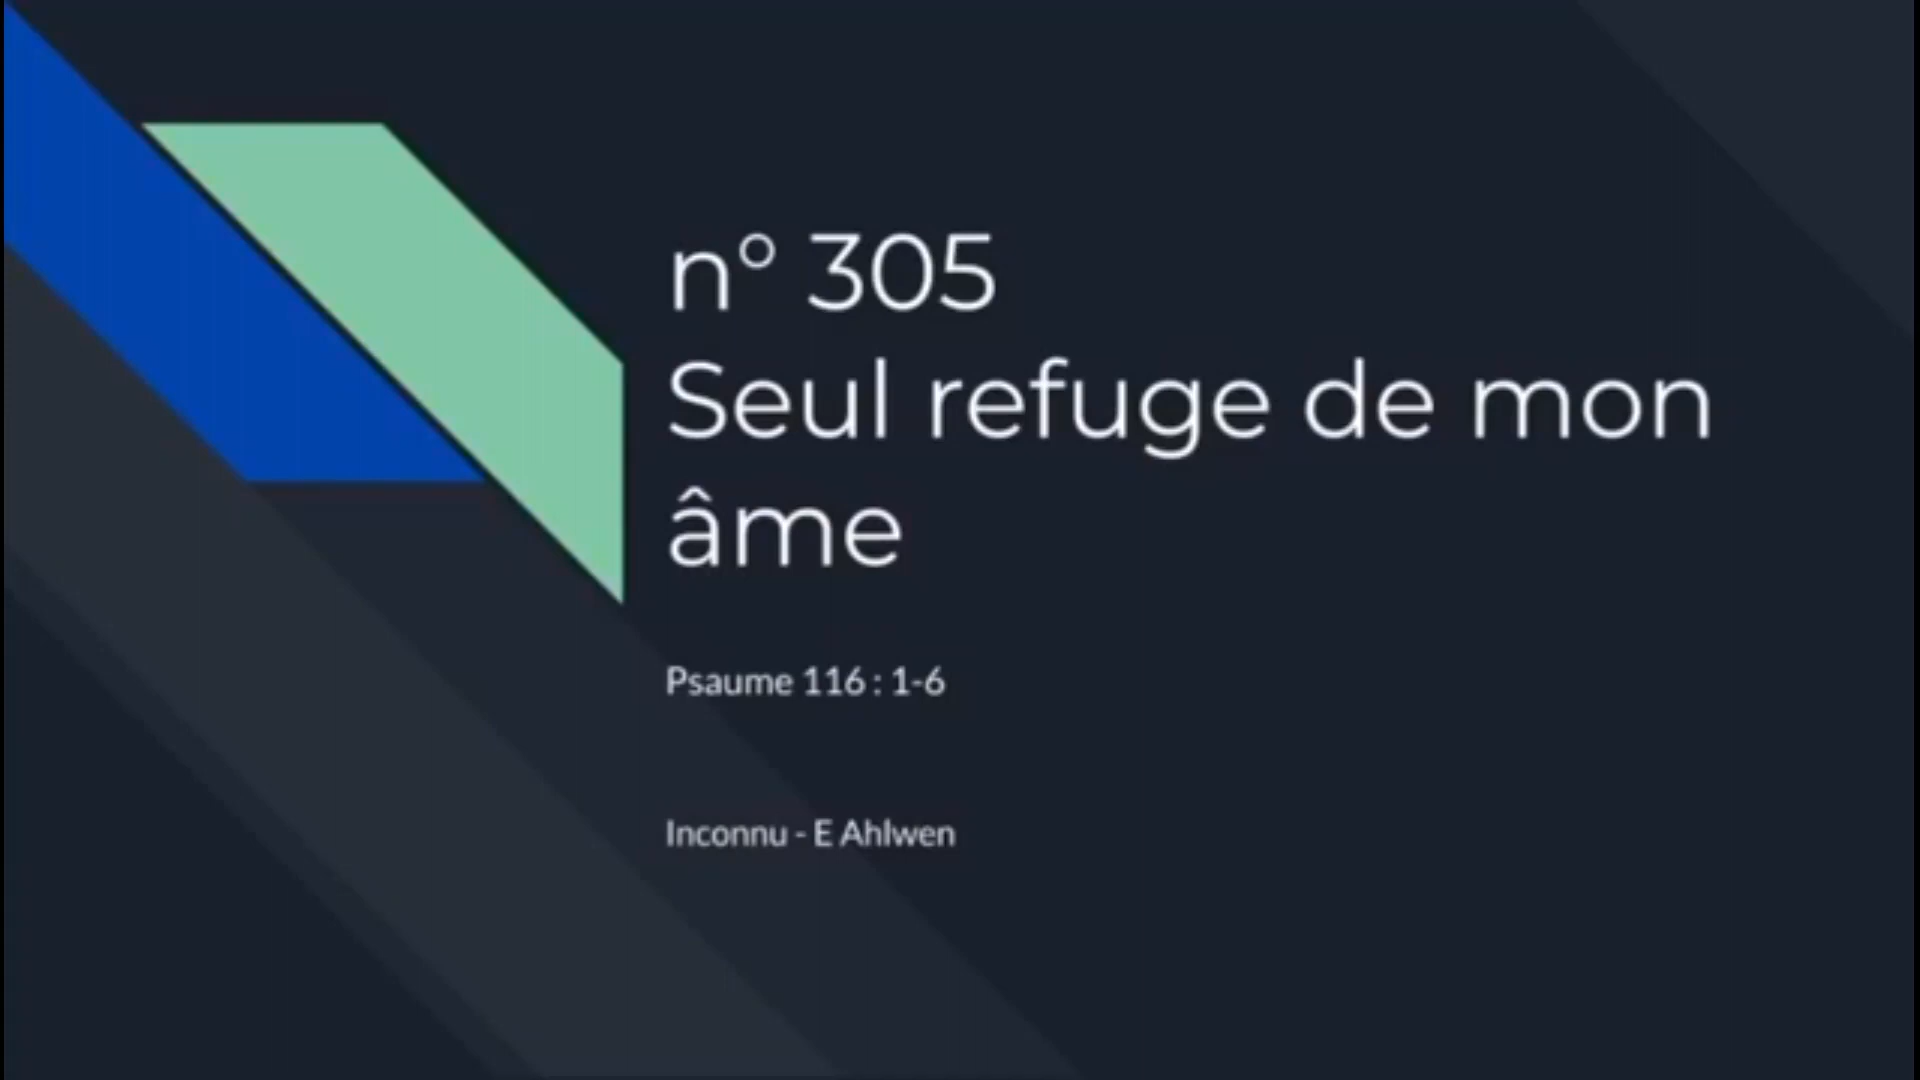 n° 305
Seul refuge de mon
âme
Psaume 116 : 1-6
Inconnu - E Ahlwen